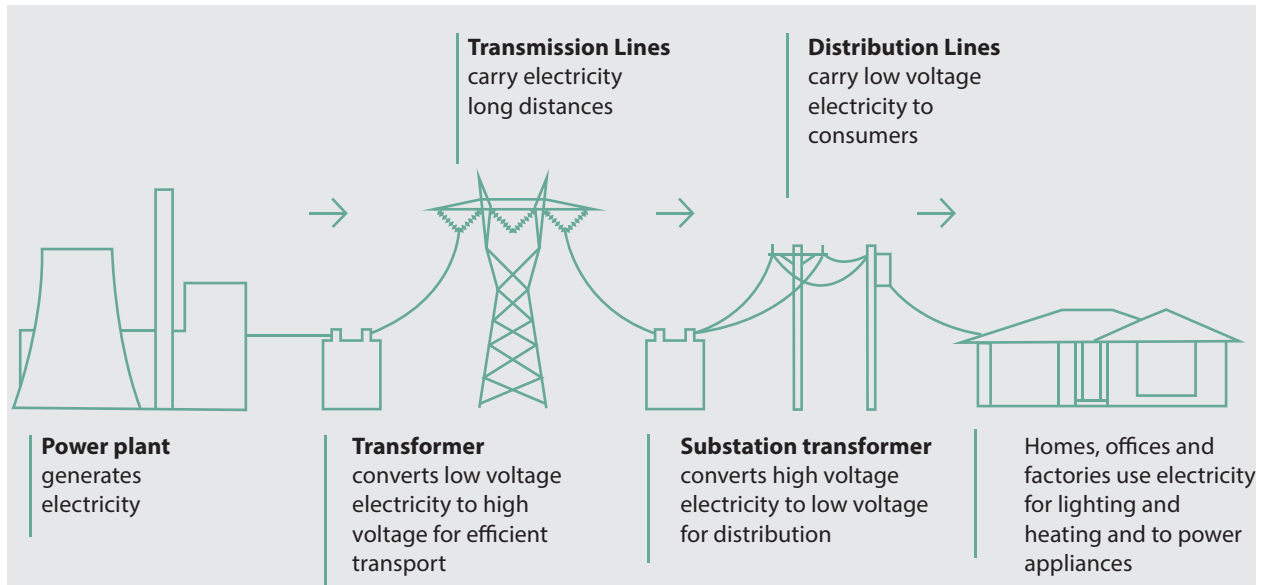 Transmission Lines
carry electricity
long distances
Distribution Lines
carry low voltage
electricity to
consumers
Power plant
generates
electricity
Transformer
converts low voltage
electricity to high
voltage for efficient
transport
Substation transformer
converts high voltage
electricity to low voltage
for distribution
Homes, offices and
factories use electricity
for lighting and
heating and to power
appliances